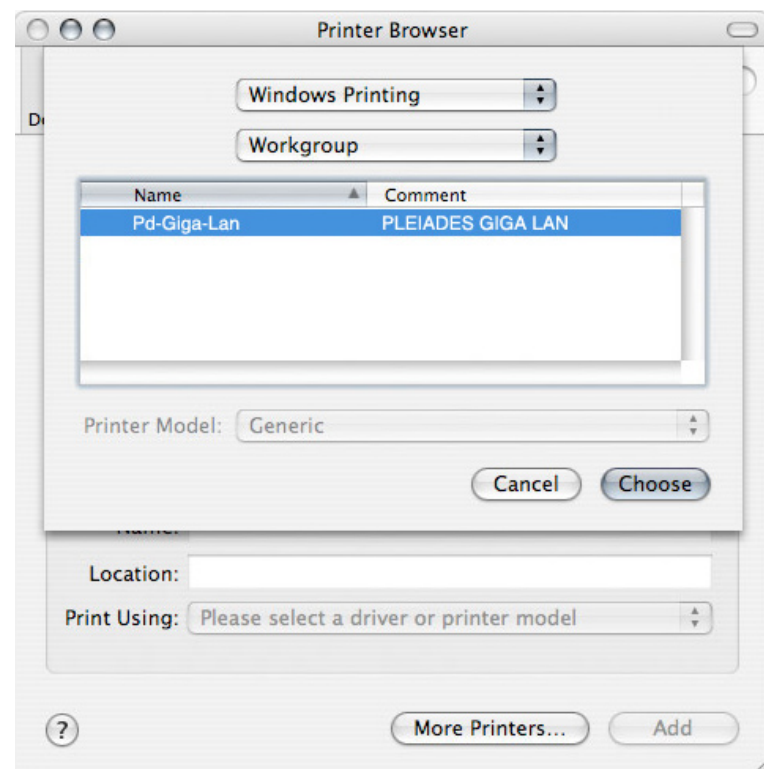 Printer Browser
Windows Printing
Workgroup
Name Comment
Pd-Giga-Lan PLEIADES GIGA LAN
Printer Model: Generic
Cancel Choose
Name:
Location:
Print Using: Please select a driver or printer model
? More Printers... Add